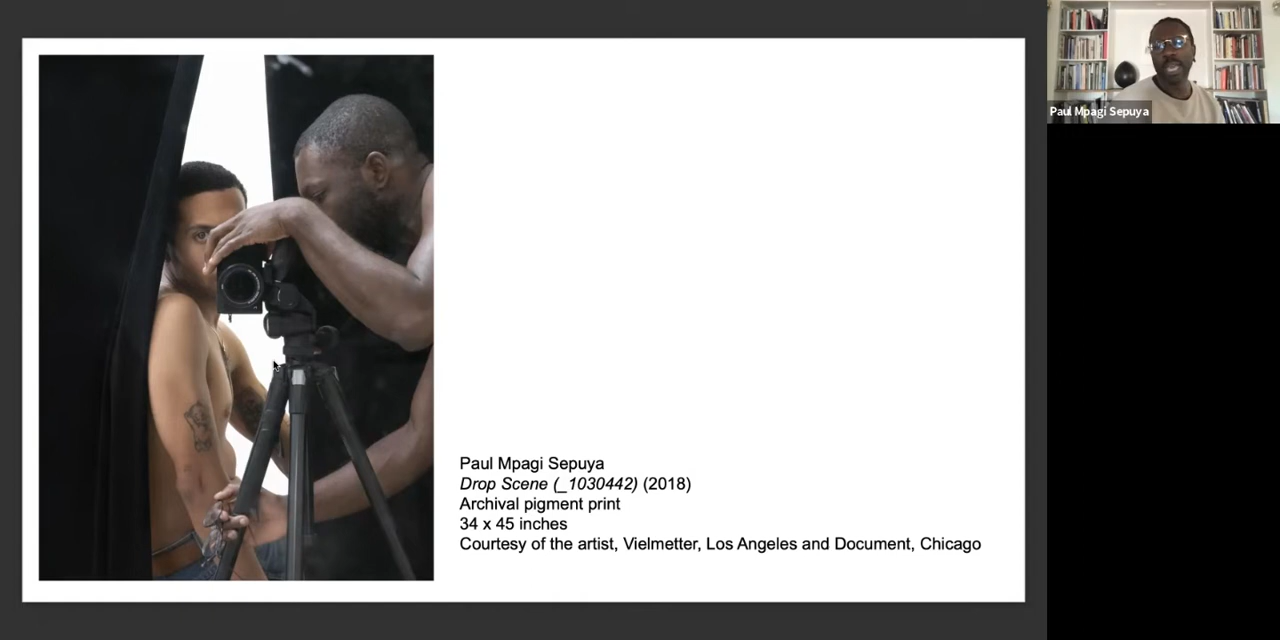 Paul Mpagi Sepuya
Paul Mpagi Sepuya
Drop Scene (_1030442) (2018)
Archival pigment print
34 x 45 inches
Courtesy of the artist, Vielmetter, Los Angeles and Document, Chicago